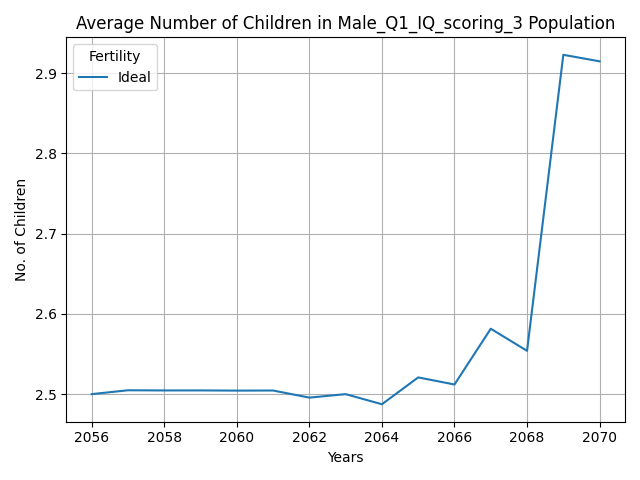 Average Number of Children in Male_Q1_IQ_scoring_3 Population
Fertility
Ideal
No. of Children
2.9
2.8
2.7
2.6
2.5
2056 2058 2060 2062 2064 2066 2068 2070
Years